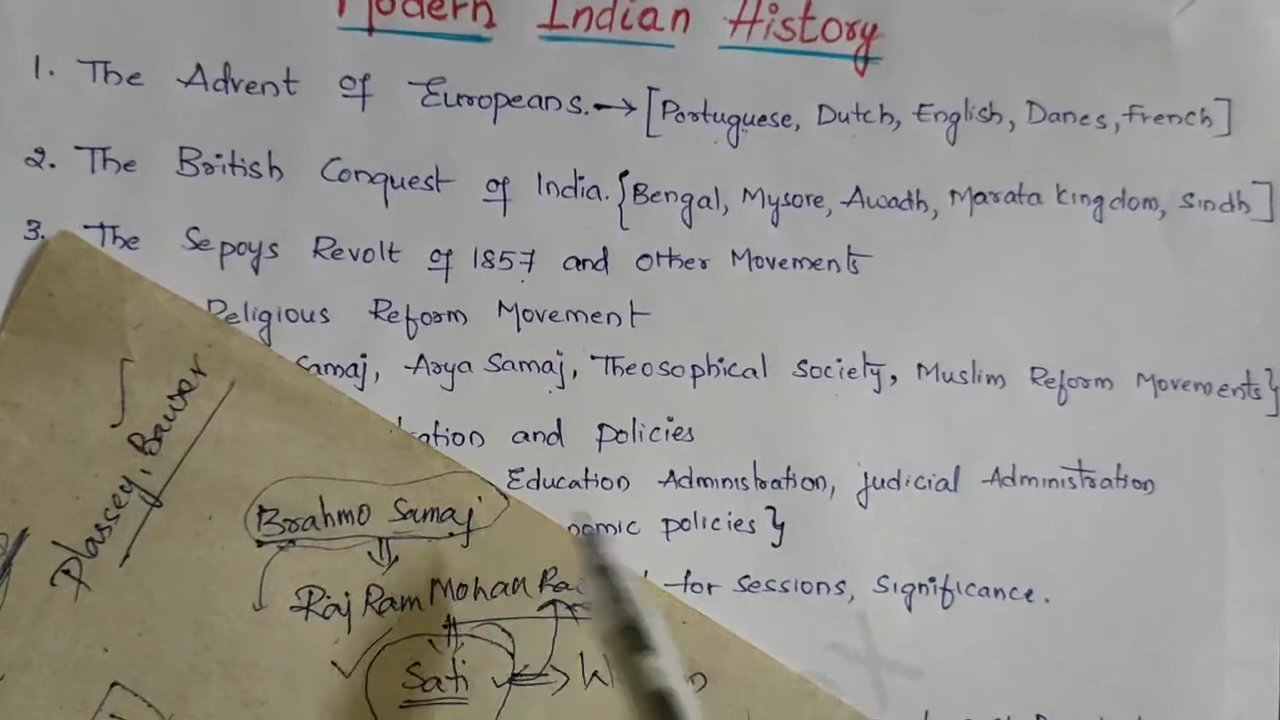 Modern Indian History
1. The Advent of Europeans. → [Portuguese, Dutch, English, Danes, French]
2. The British Conquest of India. {Bengal, Mysore, Awadh, Marata kingdom, Sindh]
3. The Sepoys Revolt of 1857 and other Movements
Religious Reform Movement
Samaj, Arya Samaj, Theosophical Society, Muslim Reform Movements}
and policies
Education Administration, judicial Administration
policies}
for sessions, Significance.
Plassey, Bauxer
Brahmo Samaj
Raj Ram Mohan Rai
Sati